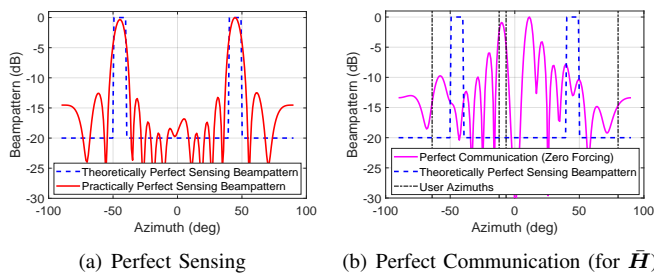 0
-5
-10
-15
-20
-25
-30
Beampattern (dB)
Theoretically Perfect Sensing Beampattern
Practically Perfect Sensing Beampattern
-100 -50 0 50 100
Azimuth (deg)
(a) Perfect Sensing
0
-5
-10
-15
-20
-25
-30
Beampattern (dB)
Perfect Communication (Zero Forcing)
Theoretically Perfect Sensing Beampattern
User Azimuths
-100 -50 0 50 100
Azimuth (deg)
(b) Perfect Communication (for H̄)